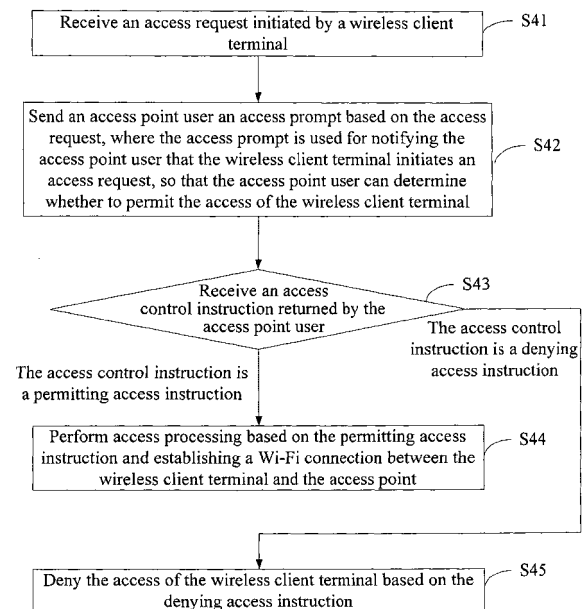 Receive an access request initiated by a wireless client
terminal
S41
Send an access point user an access prompt based on the access
request, where the access prompt is used for notifying the
access point user that the wireless client terminal initiates an
access request, so that the access point user can determine
whether to permit the access of the wireless client terminal
S42
Receive an access
control instruction returned by the
access point user
S43
The access control
instruction is a denying
access instruction
The access control instruction is
a permitting access instruction
Perform access processing based on the permitting access
instruction and establishing a Wi-Fi connection between the
wireless client terminal and the access point
S44
Deny the access of the wireless client terminal based on the
denying access instruction
S45